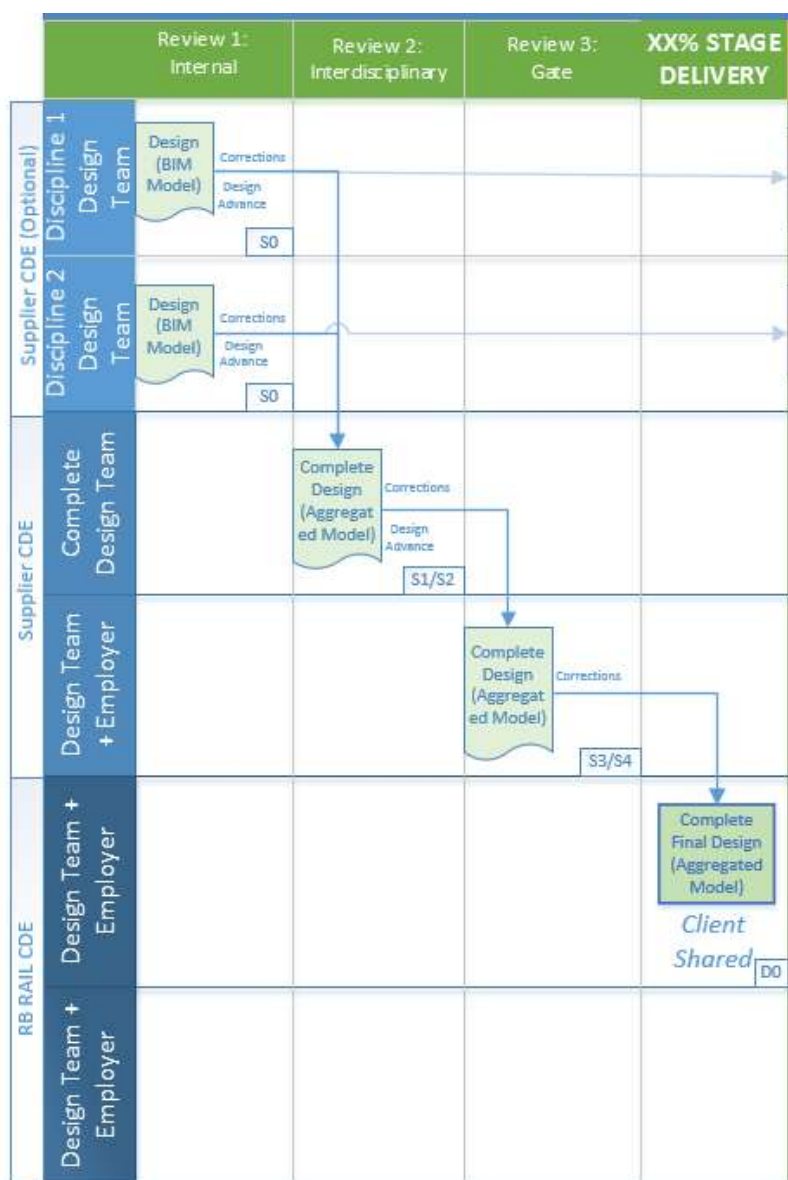 Review 1:
Internal
Review 2:
Interdisciplinary
Review 3:
Gate
XX% STAGE
DELIVERY
Supplier CDE (Optional)
Discipline 1
Design
Team
Design
(BIM
Model)
Corrections
Design
Advance
S0
Discipline 2
Design
Team
Design
(BIM
Model)
Corrections
Design
Advance
S0
Supplier CDE
Complete
Design Team
Complete
Design
(Aggregat
ed Model)
Corrections
Design
Advance
S1/S2
Design Team
+ Employer
Complete
Design
(Aggregat
ed Model)
Corrections
S3/S4
RB RAIL CDE
Design Team +
Employer
Complete
Final Design
(Aggregated
Model)
Client
Shared
D0
Design Team +
Employer